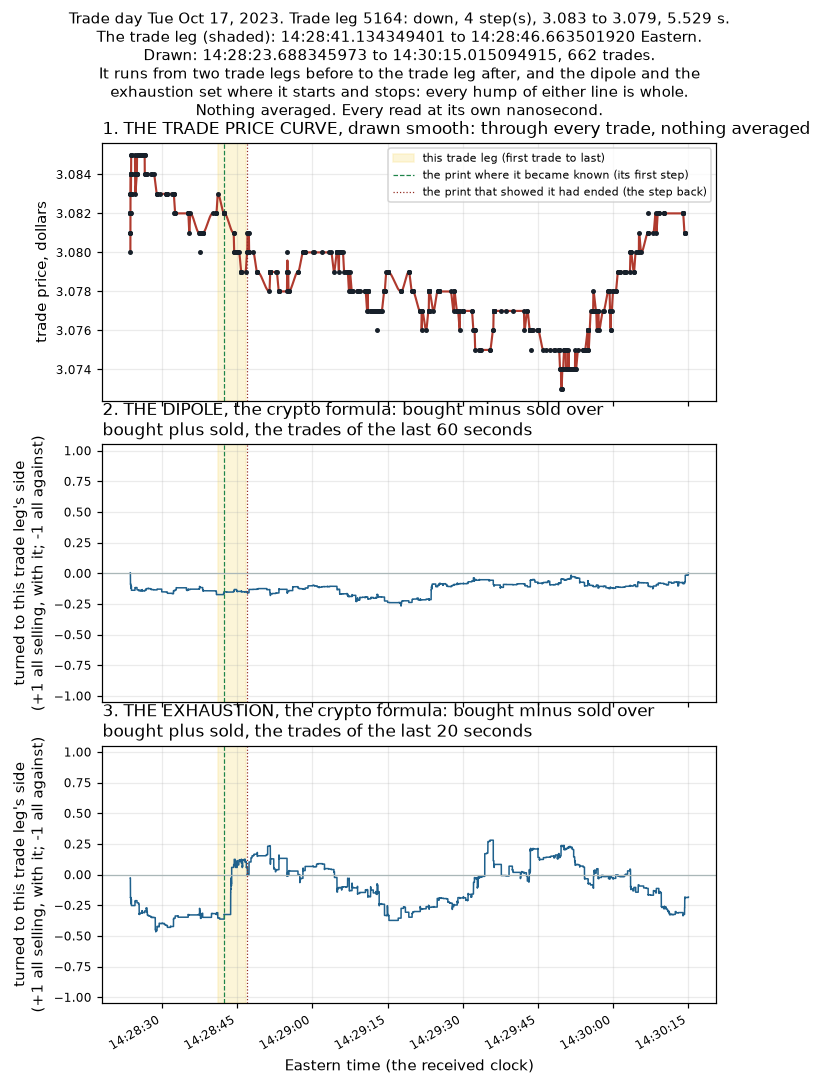 Trade day Tue Oct 17, 2023. Trade leg 5164: down, 4 step(s), 3.083 to 3.079, 5.529 s.
The trade leg (shaded): 14:28:41.134349401 to 14:28:46.663501920 Eastern.
Drawn: 14:28:23.688345973 to 14:30:15.015094915, 662 trades.
It runs from two trade legs before to the trade leg after, and the dipole and the
exhaustion set where it starts and stops: every hump of either line is whole.
Nothing averaged. Every read at its own nanosecond.
1. THE TRADE PRICE CURVE, drawn smooth: through every trade, nothing averaged
this trade leg (first trade to last)
the print where it became known (its first step)
the print that showed it had ended (the step back)
trade price, dollars
3.084
3.082
3.080
3.078
3.076
3.074
2. THE DIPOLE, the crypto formula: bought minus sold over
bought plus sold, the trades of the last 60 seconds
turned to this trade leg's side
(+1 all selling, with it; -1 all against)
1.00
0.75
0.50
0.25
0.00
−0.25
−0.50
−0.75
−1.00
3. THE EXHAUSTION, the crypto formula: bought minus sold over
bought plus sold, the trades of the last 20 seconds
turned to this trade leg's side
(+1 all selling, with it; -1 all against)
1.00
0.75
0.50
0.25
0.00
−0.25
−0.50
−0.75
−1.00
14:28:30
14:28:45
14:29:00
14:29:15
14:29:30
14:29:45
14:30:00
14:30:15
Eastern time (the received clock)